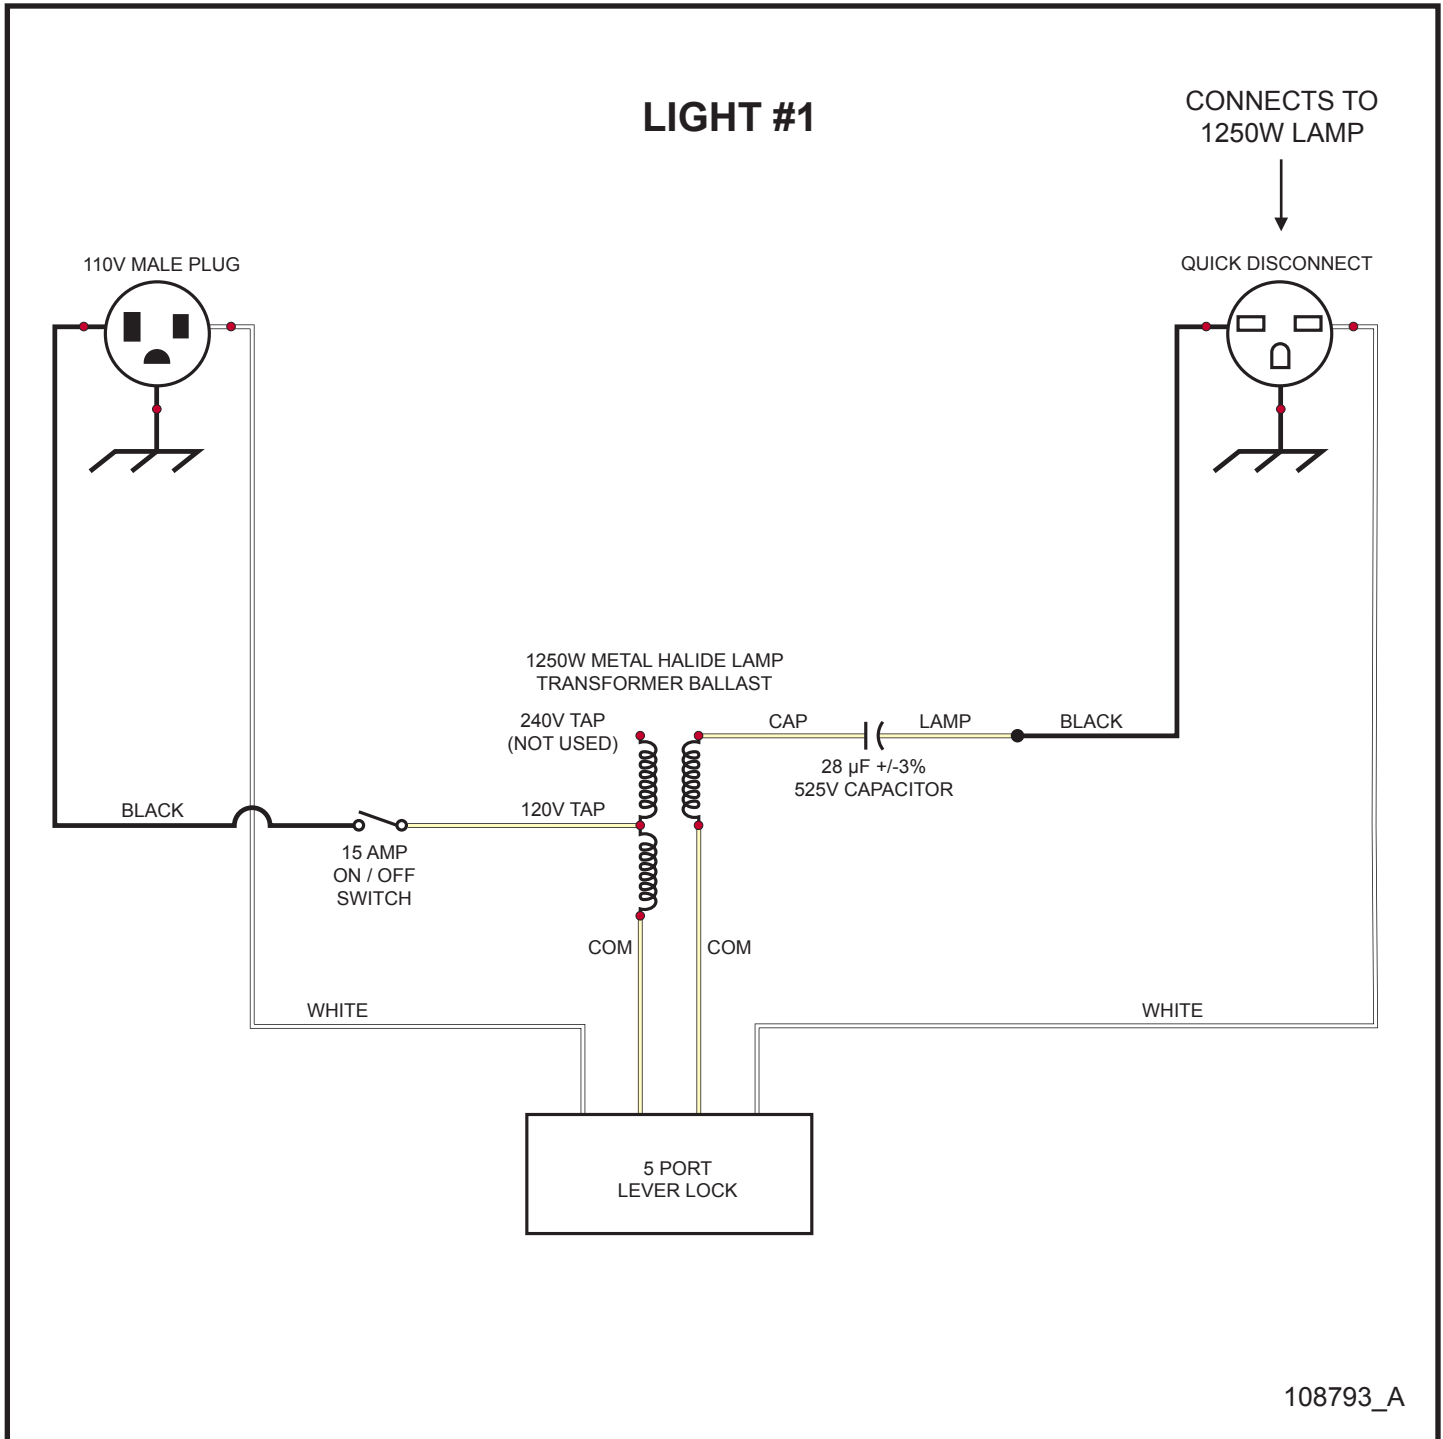 LIGHT #1
CONNECTS TO
1250W LAMP
110V MALE PLUG
QUICK DISCONNECT
1250W METAL HALIDE LAMP
TRANSFORMER BALLAST
240V TAP
(NOT USED)
CAP
LAMP
BLACK
28 µF +/-3%
525V CAPACITOR
BLACK
120V TAP
15 AMP
ON / OFF
SWITCH
COM
COM
WHITE
WHITE
5 PORT
LEVER LOCK
108793_A